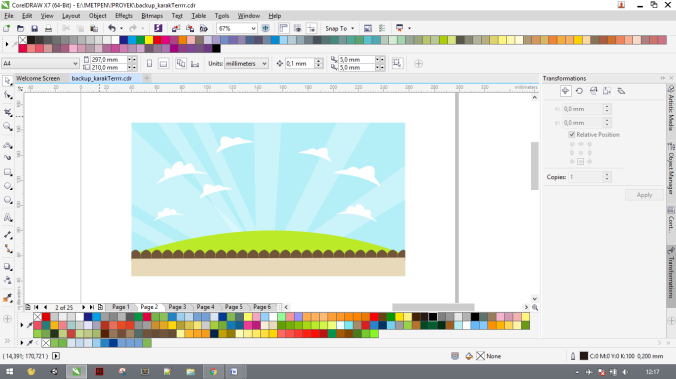 CorelDRAW X7 (64-Bit) - E:\IMETPEN\PROYEK\backup_karakTerrr.cdr
File Edit View Layout Object Effects Bitmaps Text Table Tools Window Help
67% Snap To
A4 297,0 mm 210,0 mm Units: millimeters 0,1 mm 5,0 mm 5,0 mm
Welcome Screen backup_karakTerrr.cdr
millimeters
Transformations
0,0 mm
0,0 mm
Relative Position
Copies: 1
Apply
Artistic Media
Object Manager
Cont...
Transformations
2 of 25 Page 1 Page 2 Page 3 Page 4 Page 5 Page 6
( 14,391; 170,721 ) None C:0 M:0 Y:0 K:100 0,200 mm
12:17